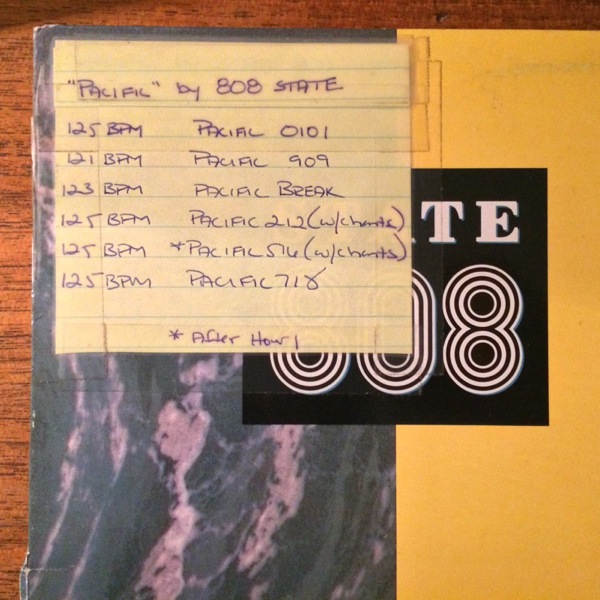 "PACIFIC" by 808 STATE
125 BPM PACIFIC 0101
121 BPM PACIFIC 909
123 BPM PACIFIC BREAK
125 BPM PACIFIC 212 (w/chants)
125 BPM *PACIFIC 516 (w/chants)
125 BPM PACIFIC 718
* After Hour!
TE
808